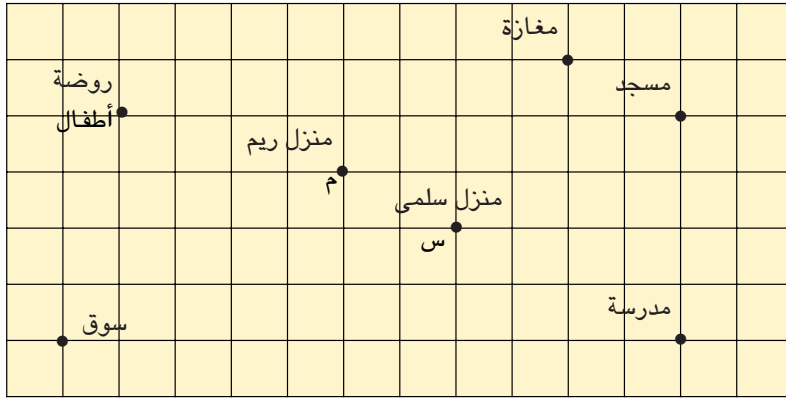 مغازة
مسجد
روضة
أطفال
منزل ريم
م
منزل سلمى
س
مدرسة
سوق